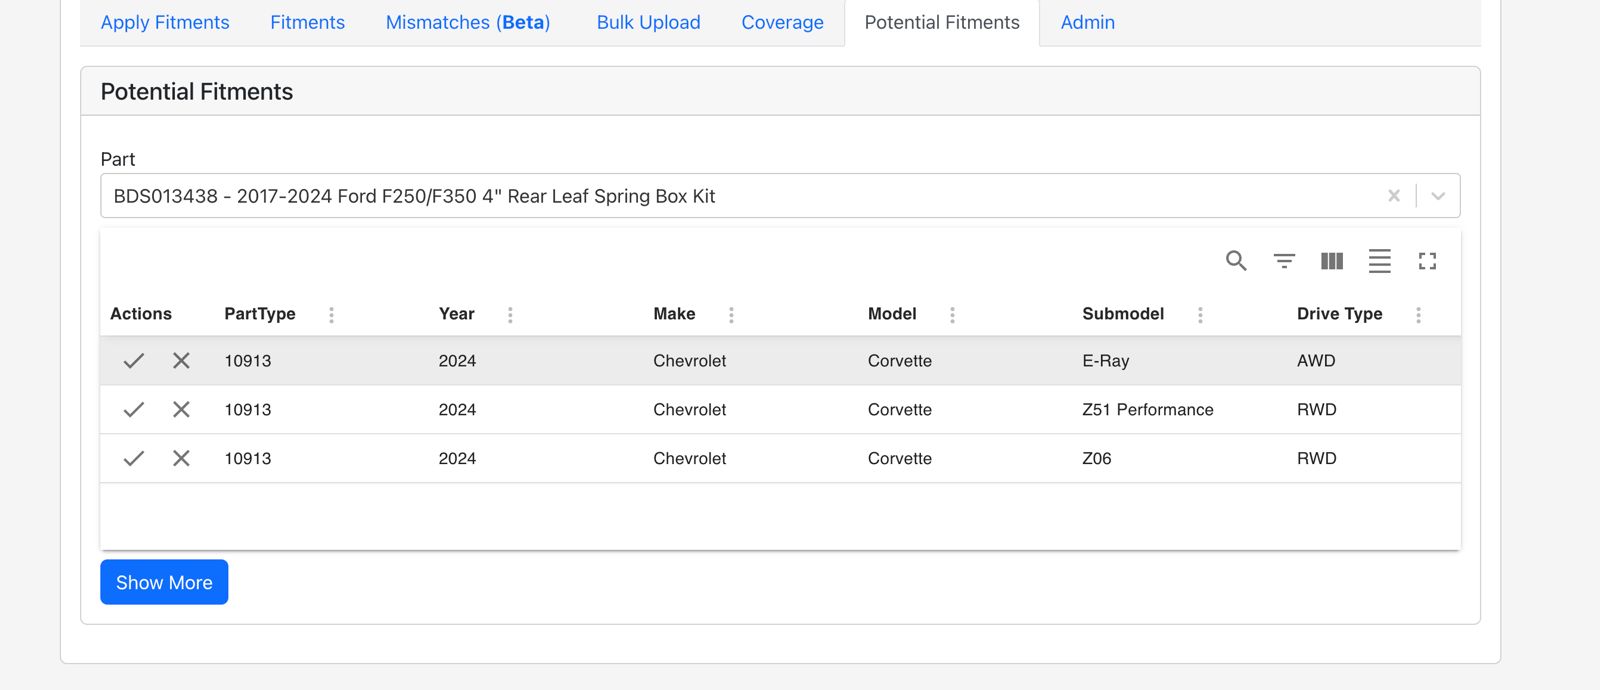 Apply Fitments Fitments Mismatches (Beta) Bulk Upload Coverage Potential Fitments Admin
Potential Fitments
Part
BDS013438 - 2017-2024 Ford F250/F350 4" Rear Leaf Spring Box Kit
Actions PartType Year Make Model Submodel Drive Type
10913 2024 Chevrolet Corvette E-Ray AWD
10913 2024 Chevrolet Corvette Z51 Performance RWD
10913 2024 Chevrolet Corvette Z06 RWD
Show More